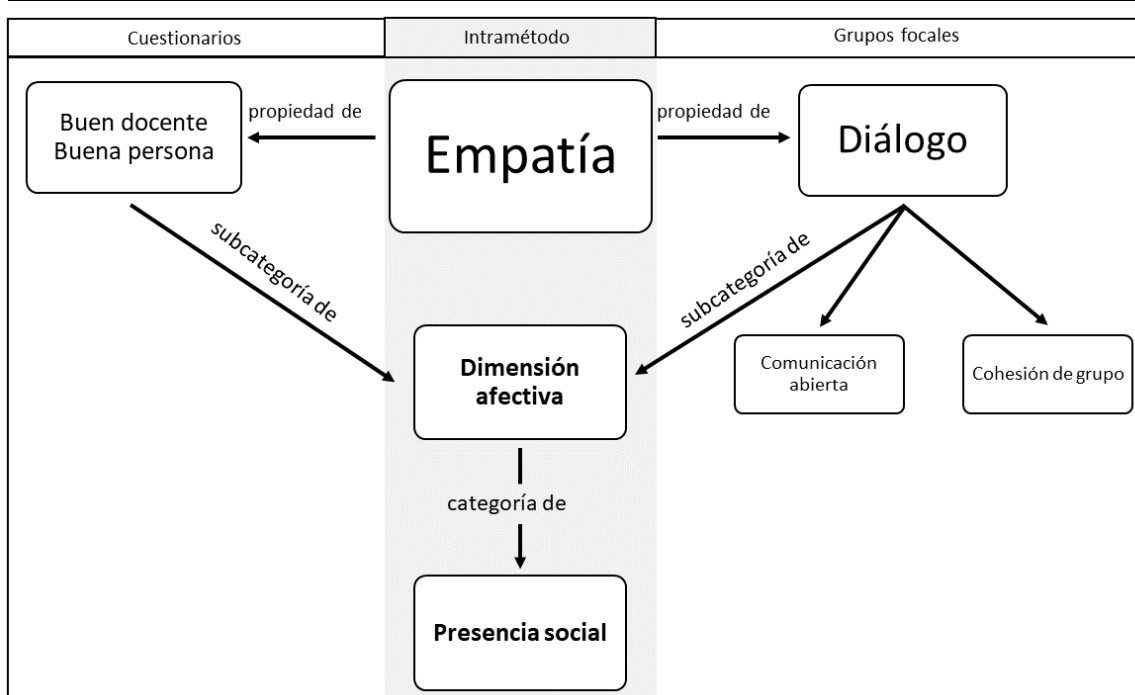 Cuestionarios
Intramétodo
Grupos focales
Buen docente
Buena persona
propiedad de
Empatía
propiedad de
Diálogo
subcategoría de
subcategoría de
Dimensión
afectiva
Comunicación
abierta
Cohesión de grupo
categoría de
Presencia social